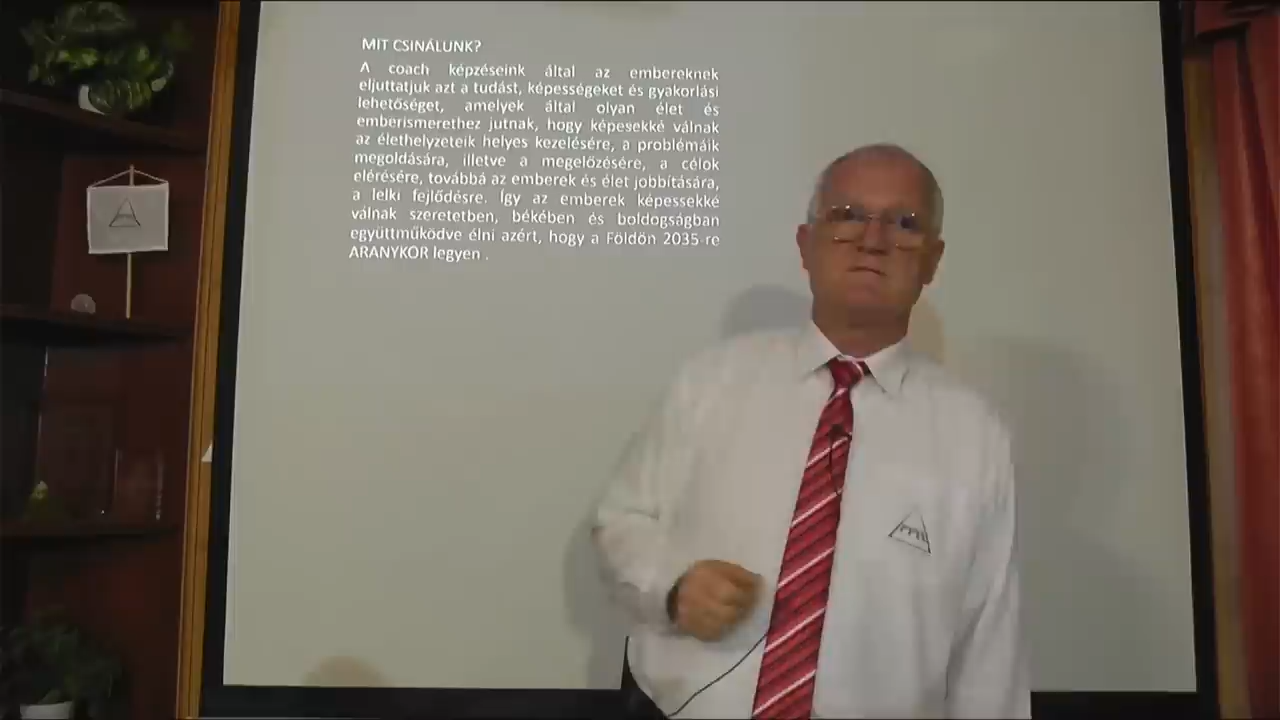 MIT CSINÁLUNK?
A coach képzéseink által az embereknek
eljuttatjuk azt a tudást, képességeket és gyakorlási
lehetőséget, amelyek által olyan élet és
emberismerethez jutnak, hogy képesekké válnak
az élethelyzeteik helyes kezelésére, a problémáik
megoldására, illetve a megelőzésére, a célok
elérésére, továbbá az emberek és élet jobbítására,
a lelki fejlődésre. Így az emberek képessekké
válnak szeretetben, békében és boldogságban
együttműködve élni azért, hogy a Földön 2035-re
ARANYKOR legyen .